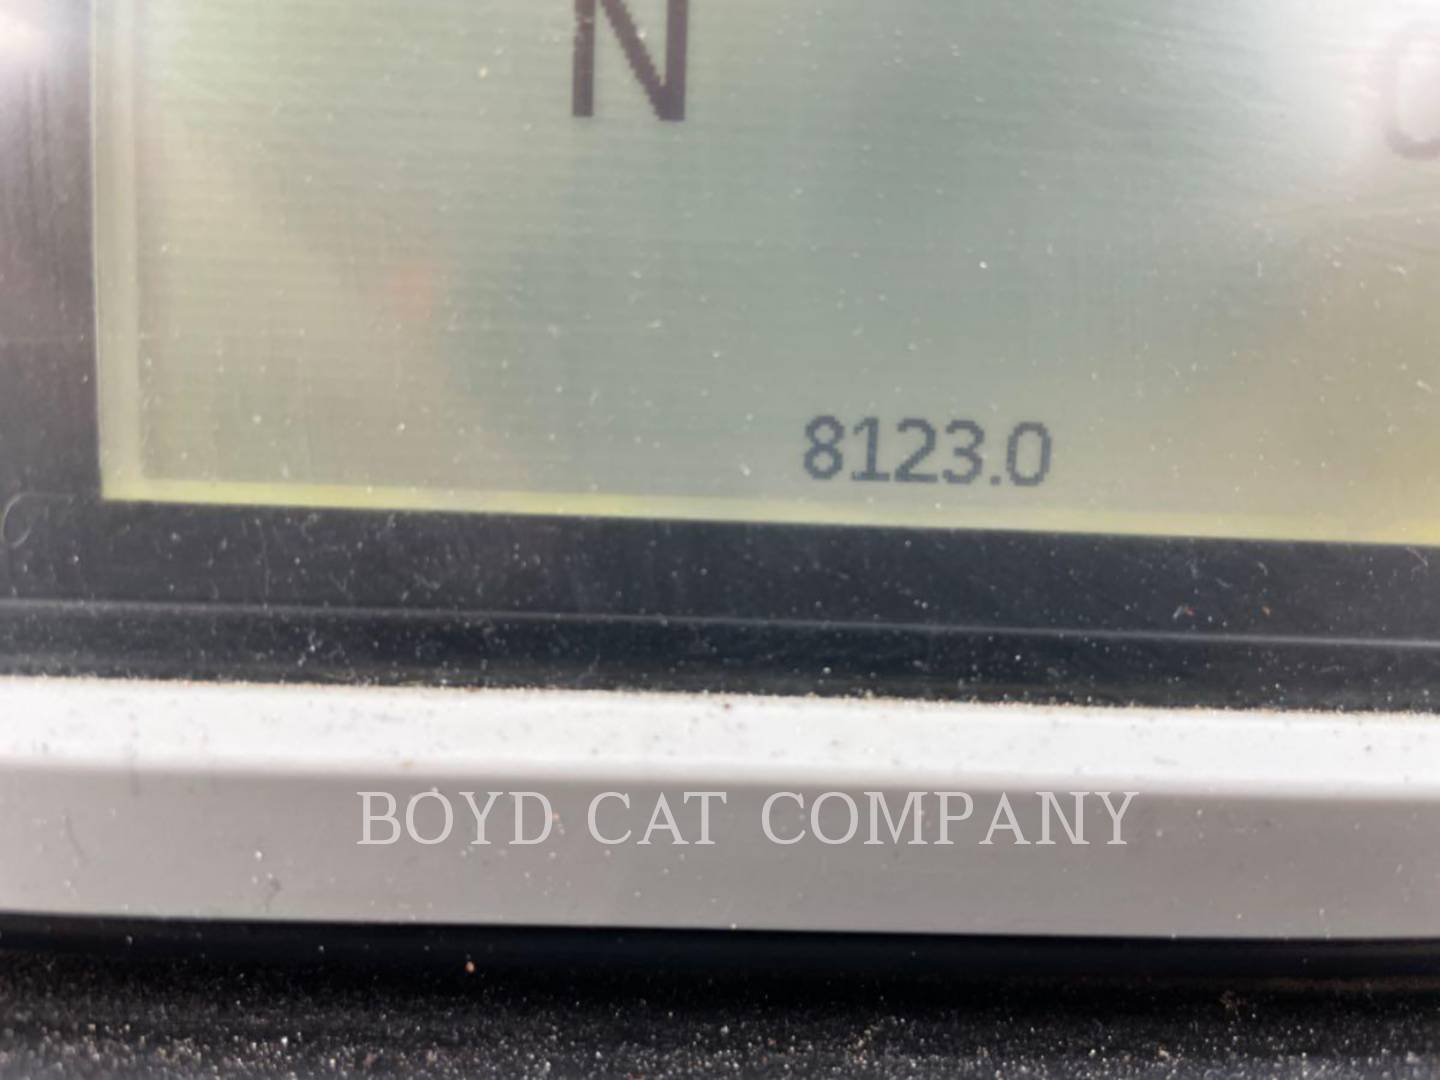 N
8123.0
BOYD CAT COMPANY